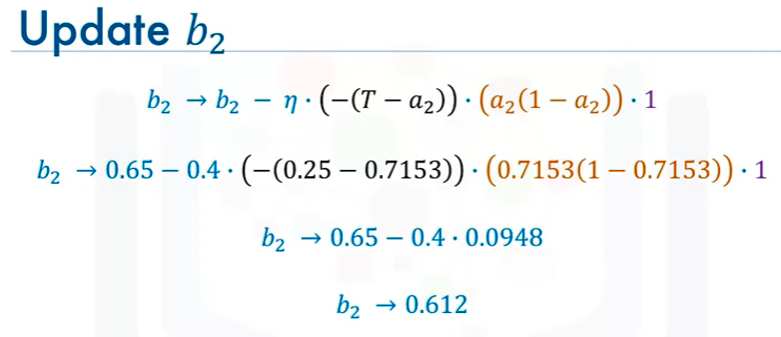 Update b₂
b₂ → b₂ − η · (−(T − a₂)) · (a₂(1 − a₂)) · 1
b₂ → 0.65 − 0.4 · (−(0.25 − 0.7153)) · (0.7153(1 − 0.7153)) · 1
b₂ → 0.65 − 0.4 · 0.0948
b₂ → 0.612